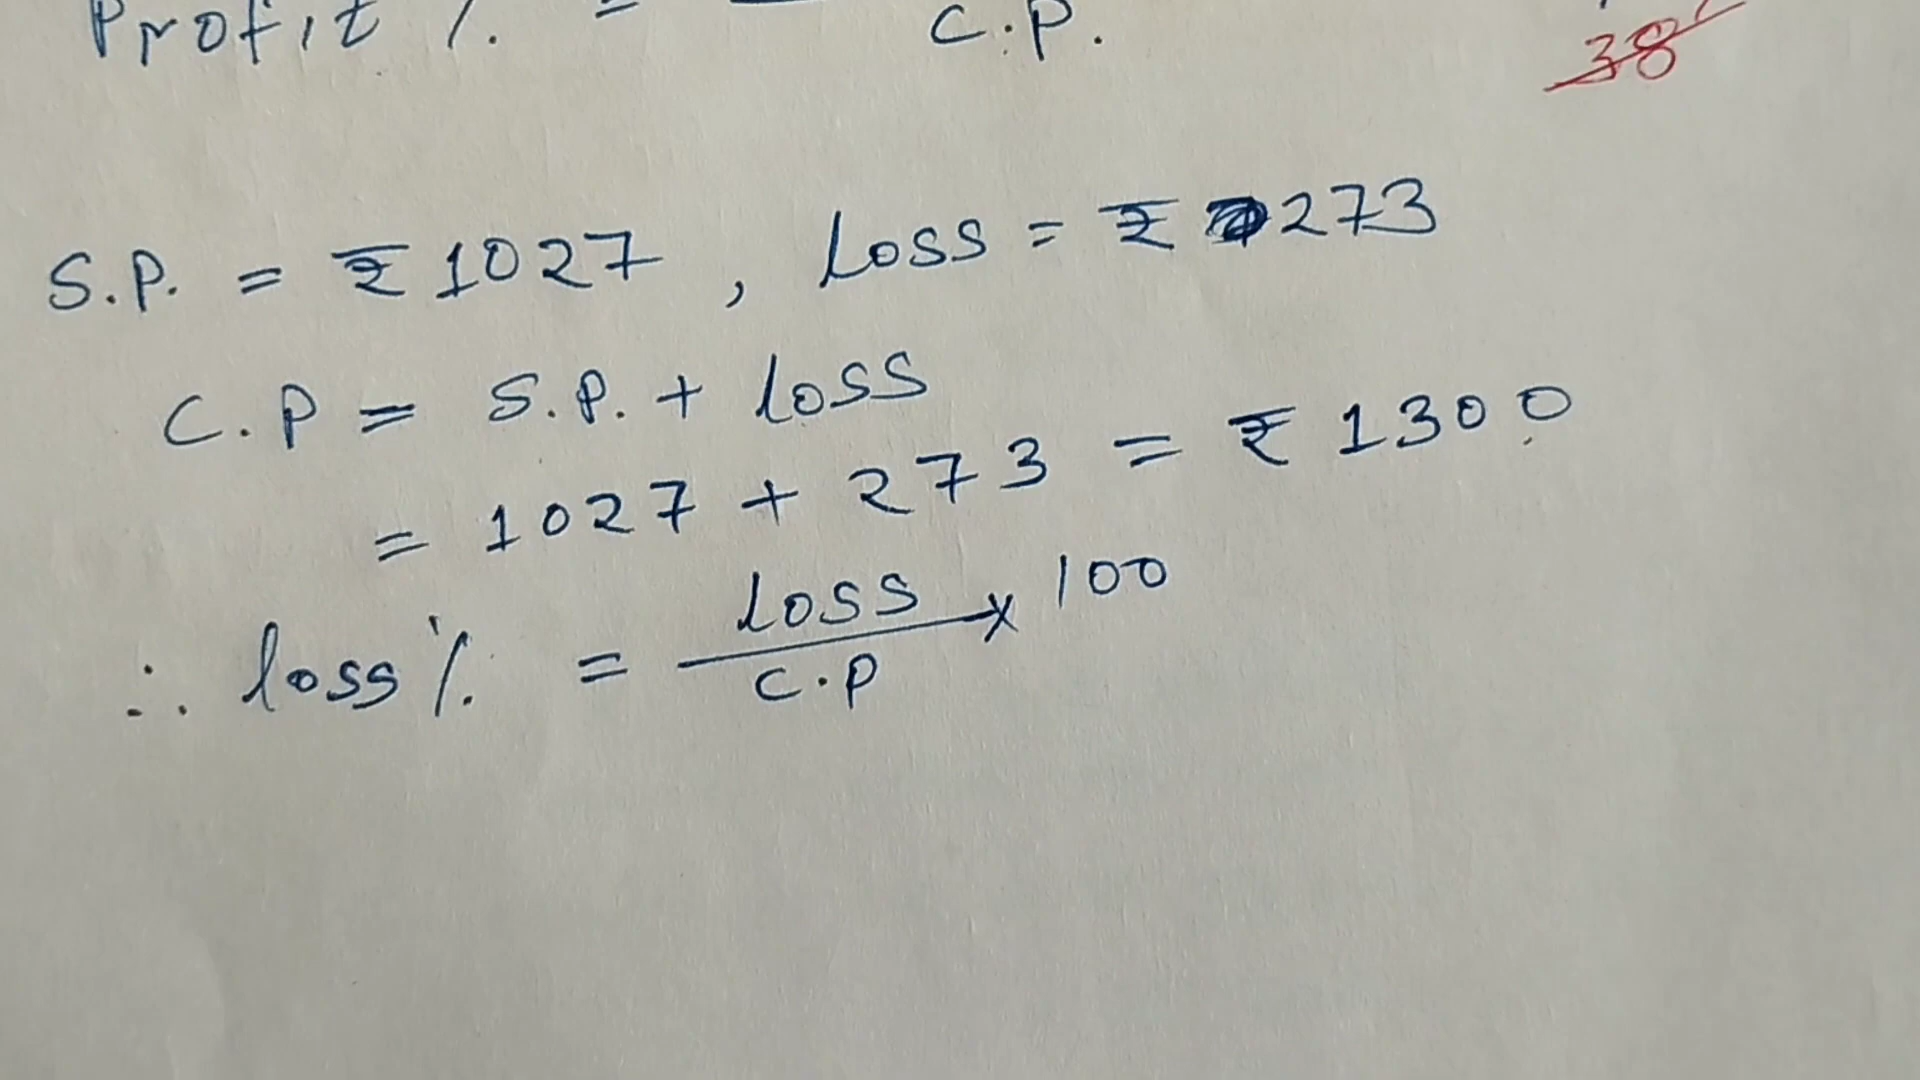 Profit % = C.P.
38
S.P. = ₹ 1027 , Loss = ₹ 273
C.P = S.P. + Loss
= 1027 + 273 = ₹ 1300
∴ loss % = Loss / C.P × 100